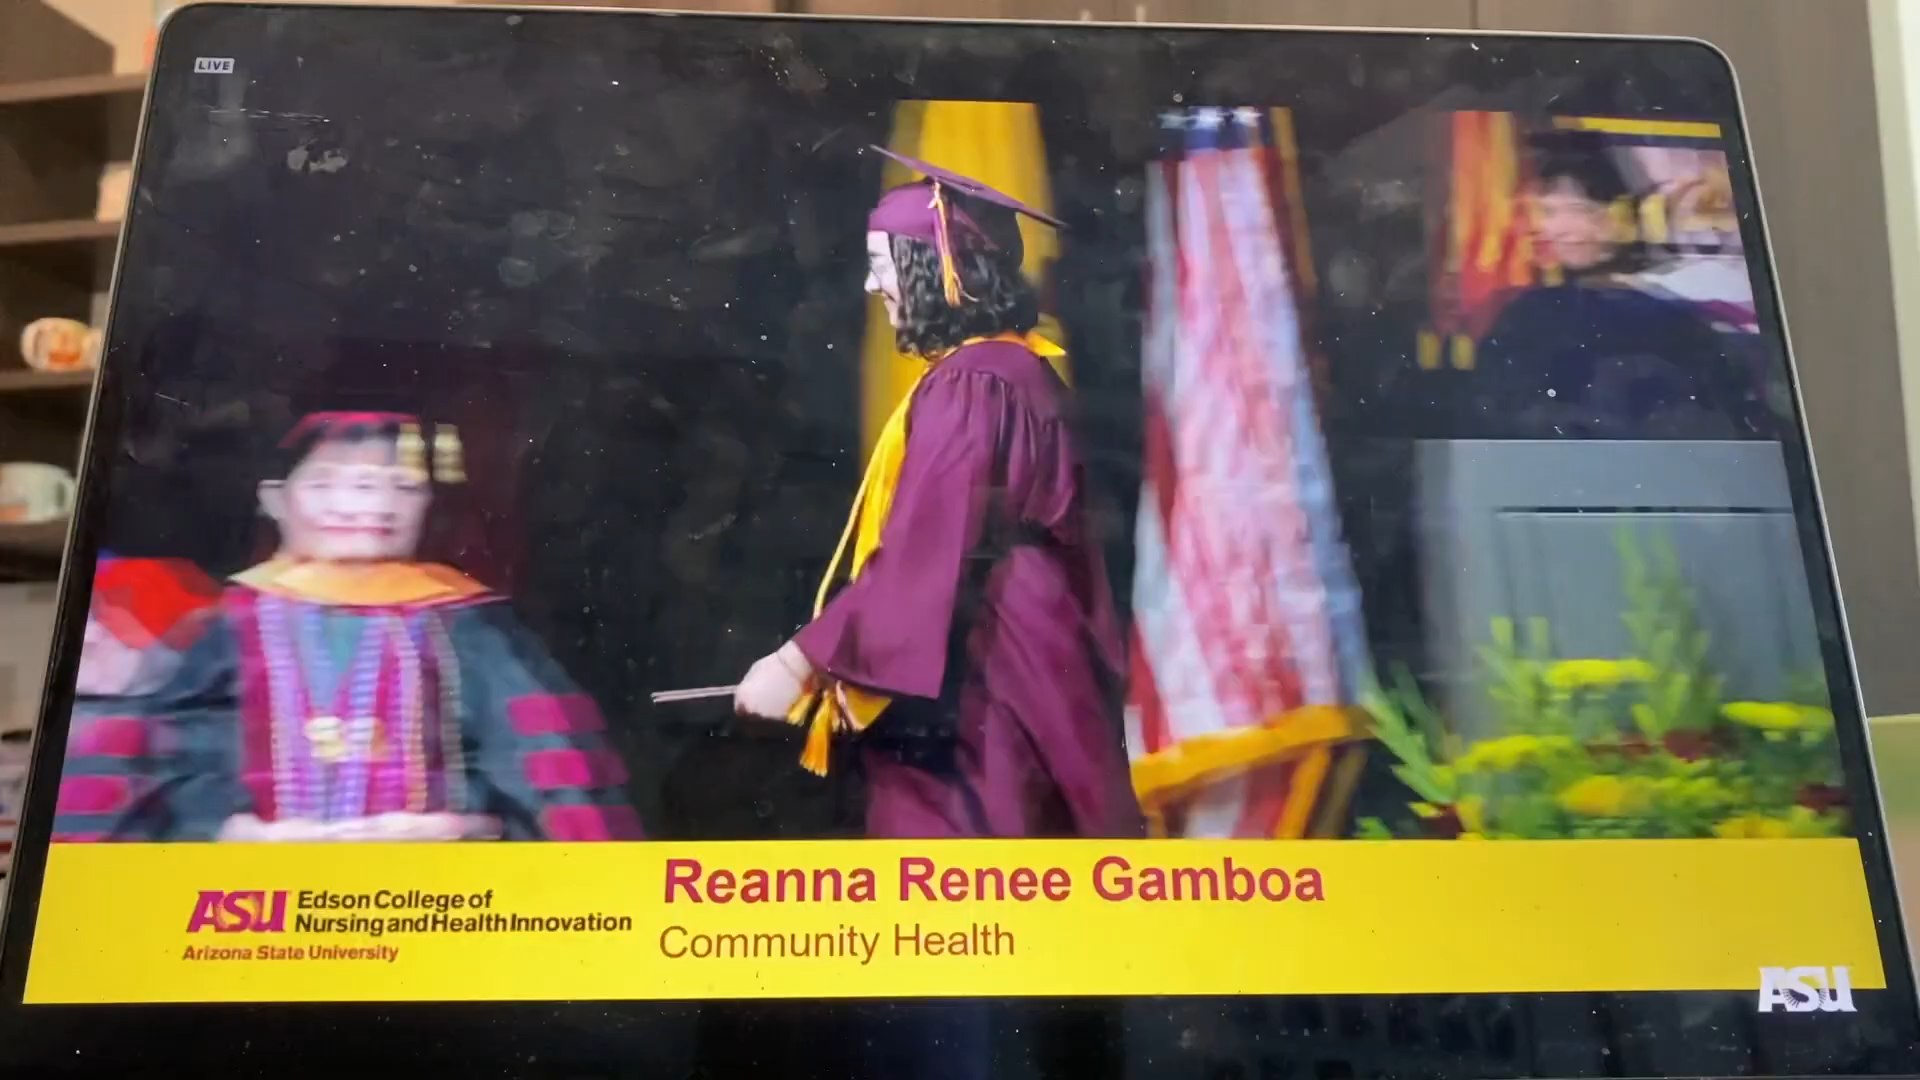 LIVE
ASU Edson College of
Nursing and Health Innovation
Arizona State University
Reanna Renee Gamboa
Community Health
ASU